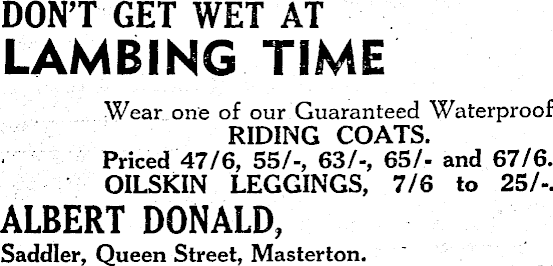 DON'T GET WET AT
LAMBING TIME
Wear one of our Guaranteed Waterproof
RIDING COATS.
Priced 47/6, 55/-, 63/-, 65/- and 67/6.
OILSKIN LEGGINGS, 7/6 to 25/-.
ALBERT DONALD,
Saddler, Queen Street, Masterton.